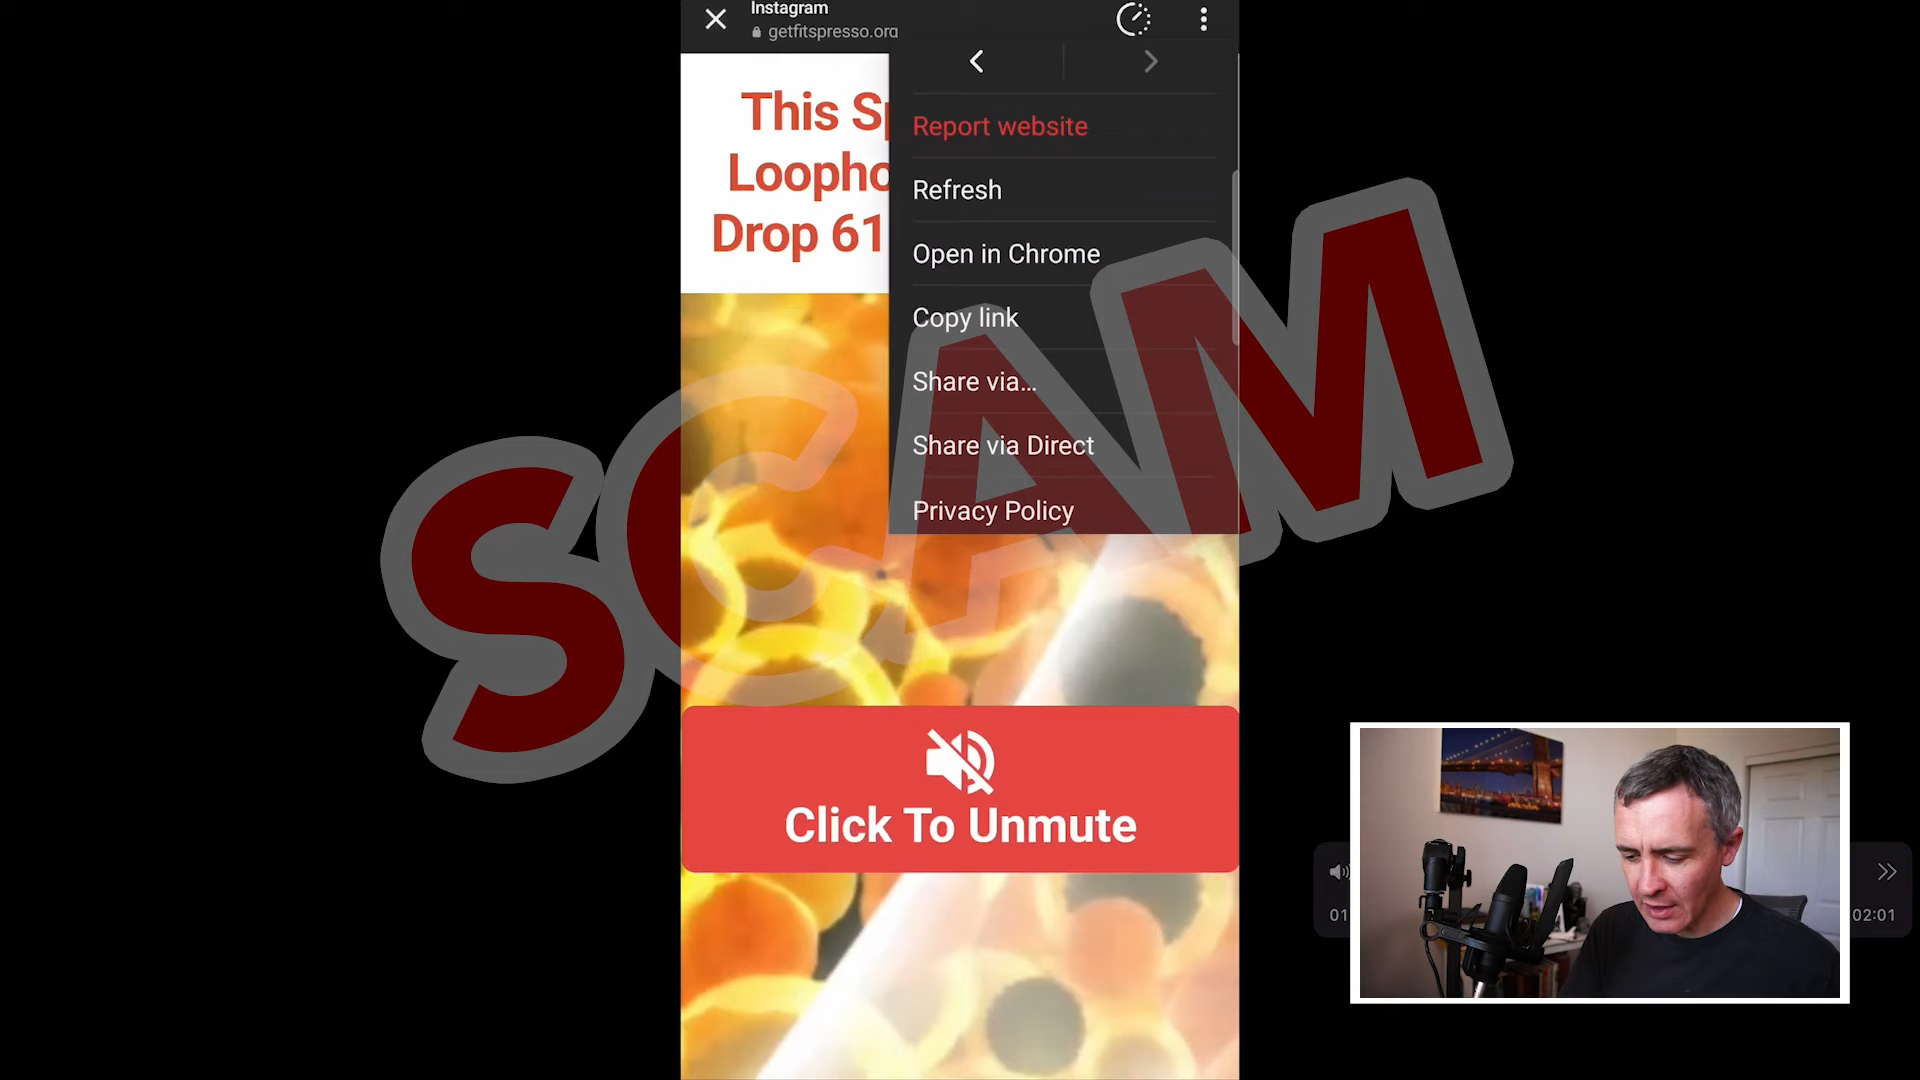 Instagram
getfitspresso.org
This Sp
Loopho
Drop 61
Report website
Refresh
Open in Chrome
Copy link
Share via...
Share via Direct
Privacy Policy
SCAM
Click To Unmute
01
02:01